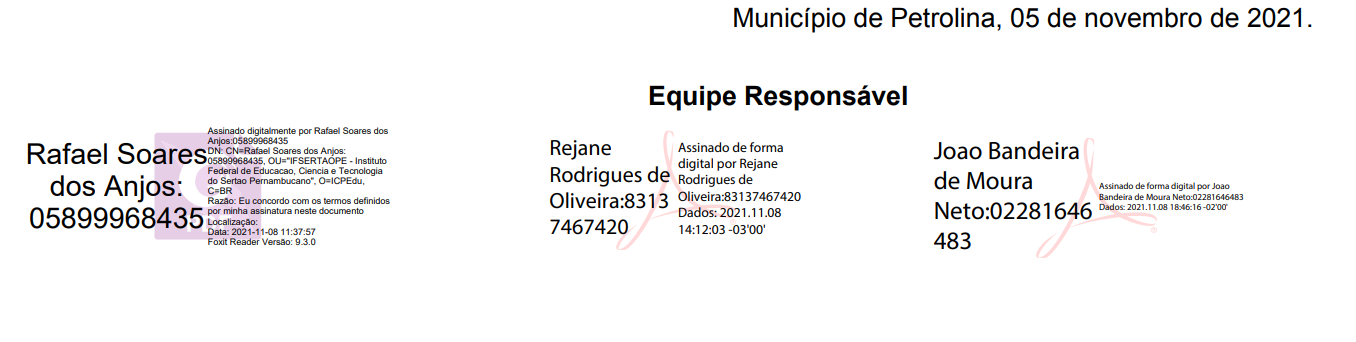 Município de Petrolina, 05 de novembro de 2021.
Equipe Responsável
Rafael Soares
dos Anjos:
05899968435
Assinado digitalmente por Rafael Soares dos
Anjos:05899968435
DN: CN=Rafael Soares dos Anjos:
05899968435, OU="IFSERTAOPE - Instituto
Federal de Educacao, Ciencia e Tecnologia
do Sertao Pernambucano", O=ICPEdu,
C=BR
Razão: Eu concordo com os termos definidos
por minha assinatura neste documento
Localização:
Data: 2021-11-08 11:37:57
Foxit Reader Versão: 9.3.0
Rejane
Rodrigues de
Oliveira:8313
7467420
Assinado de forma
digital por Rejane
Rodrigues de
Oliveira:83137467420
Dados: 2021.11.08
14:12:03 -03'00'
Joao Bandeira
de Moura
Neto:02281646
483
Assinado de forma digital por Joao
Bandeira de Moura Neto:02281646483
Dados: 2021.11.08 18:46:16 -02'00'